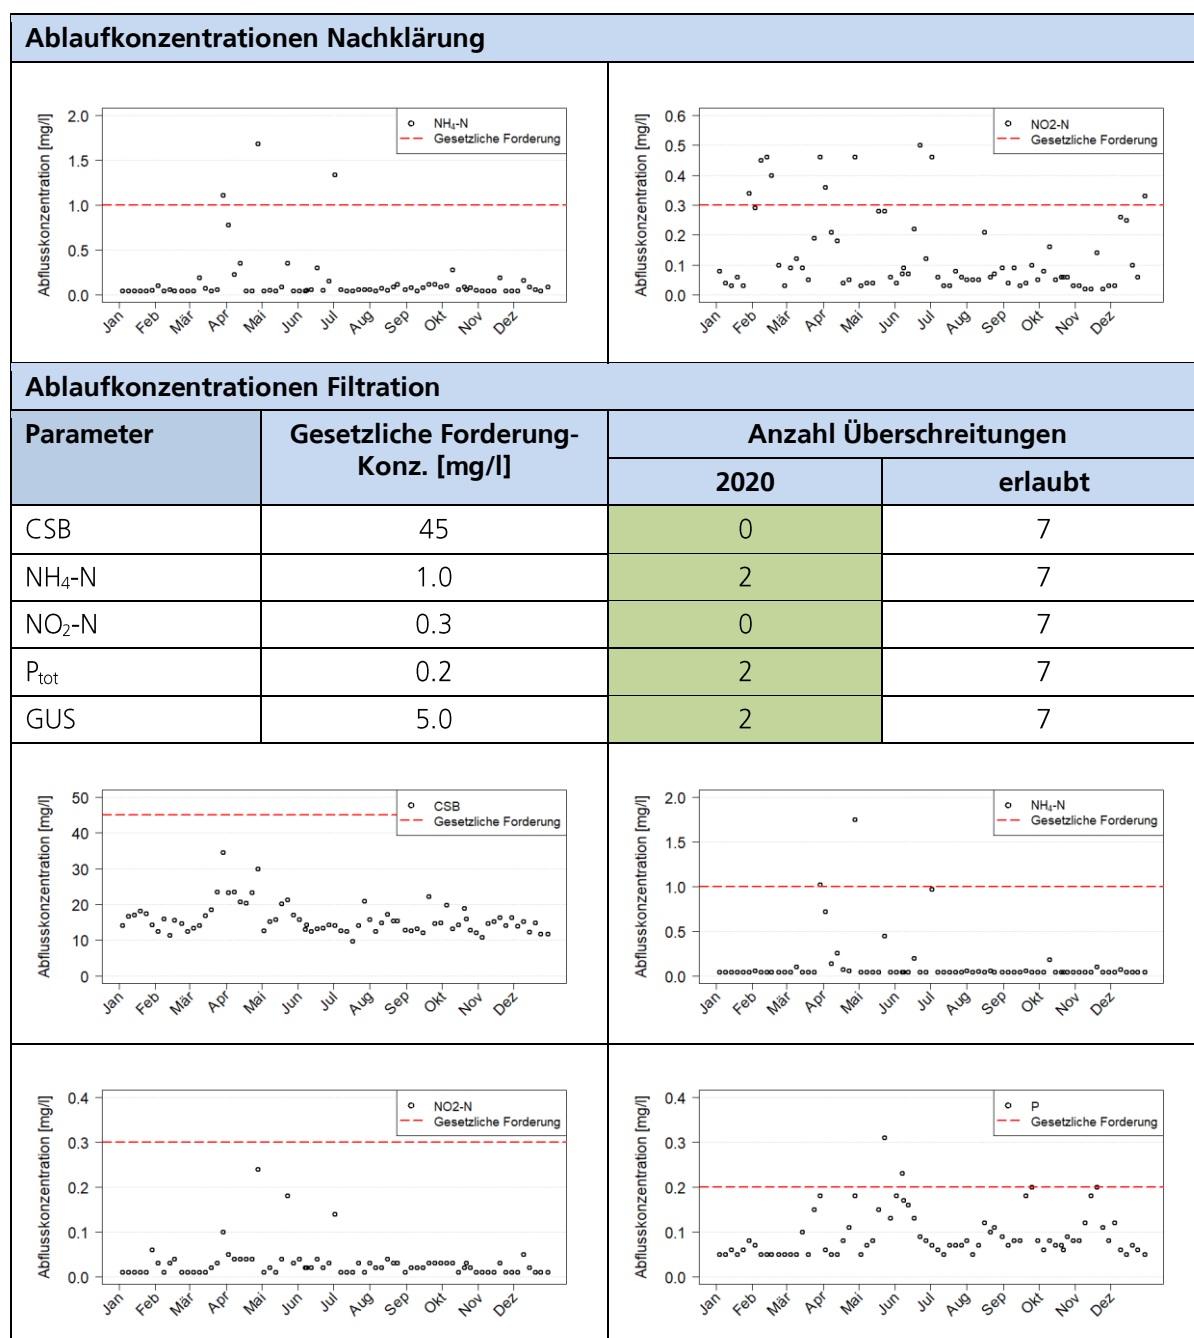 Ablaufkonzentrationen Nachklärung
Abflusskonzentration [mg/l]
2.0
1.5
1.0
0.5
0.0
NH₄-N
Gesetzliche Forderung
Jan Feb Mär Apr Mai Jun Jul Aug Sep Okt Nov Dez
Abflusskonzentration [mg/l]
0.6
0.5
0.4
0.3
0.2
0.1
0.0
NO2-N
Gesetzliche Forderung
Jan Feb Mär Apr Mai Jun Jul Aug Sep Okt Nov Dez
Ablaufkonzentrationen Filtration
Parameter
Gesetzliche Forderung-
Konz. [mg/l]
Anzahl Überschreitungen
2020 erlaubt
CSB 45 0 7
NH₄-N 1.0 2 7
NO₂-N 0.3 0 7
Ptot 0.2 2 7
GUS 5.0 2 7
Abflusskonzentration [mg/l]
50
40
30
20
10
0
CSB
Gesetzliche Forderung
Jan Feb Mär Apr Mai Jun Jul Aug Sep Okt Nov Dez
Abflusskonzentration [mg/l]
2.0
1.5
1.0
0.5
0.0
NH₄-N
Gesetzliche Forderung
Jan Feb Mär Apr Mai Jun Jul Aug Sep Okt Nov Dez
Abflusskonzentration [mg/l]
0.4
0.3
0.2
0.1
0.0
NO2-N
Gesetzliche Forderung
Jan Feb Mär Apr Mai Jun Jul Aug Sep Okt Nov Dez
Abflusskonzentration [mg/l]
0.4
0.3
0.2
0.1
0.0
P
Gesetzliche Forderung
Jan Feb Mär Apr Mai Jun Jul Aug Sep Okt Nov Dez